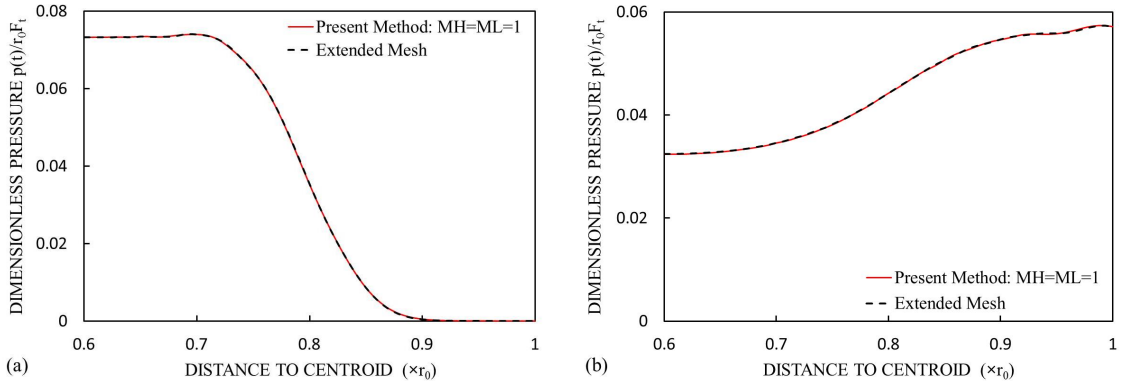 0.08
0.06
0.04
0.02
0
DIMENSIONLESS PRESSURE p(t)/r₀Fₜ
Present Method: MH=ML=1
Extended Mesh
0.6 0.7 0.8 0.9 1
DISTANCE TO CENTROID (×r₀)
(a)
0.06
0.04
0.02
0
DIMENSIONLESS PRESSURE p(t)/r₀Fₜ
Present Method: MH=ML=1
Extended Mesh
0.6 0.7 0.8 0.9 1
DISTANCE TO CENTROID (×r₀)
(b)